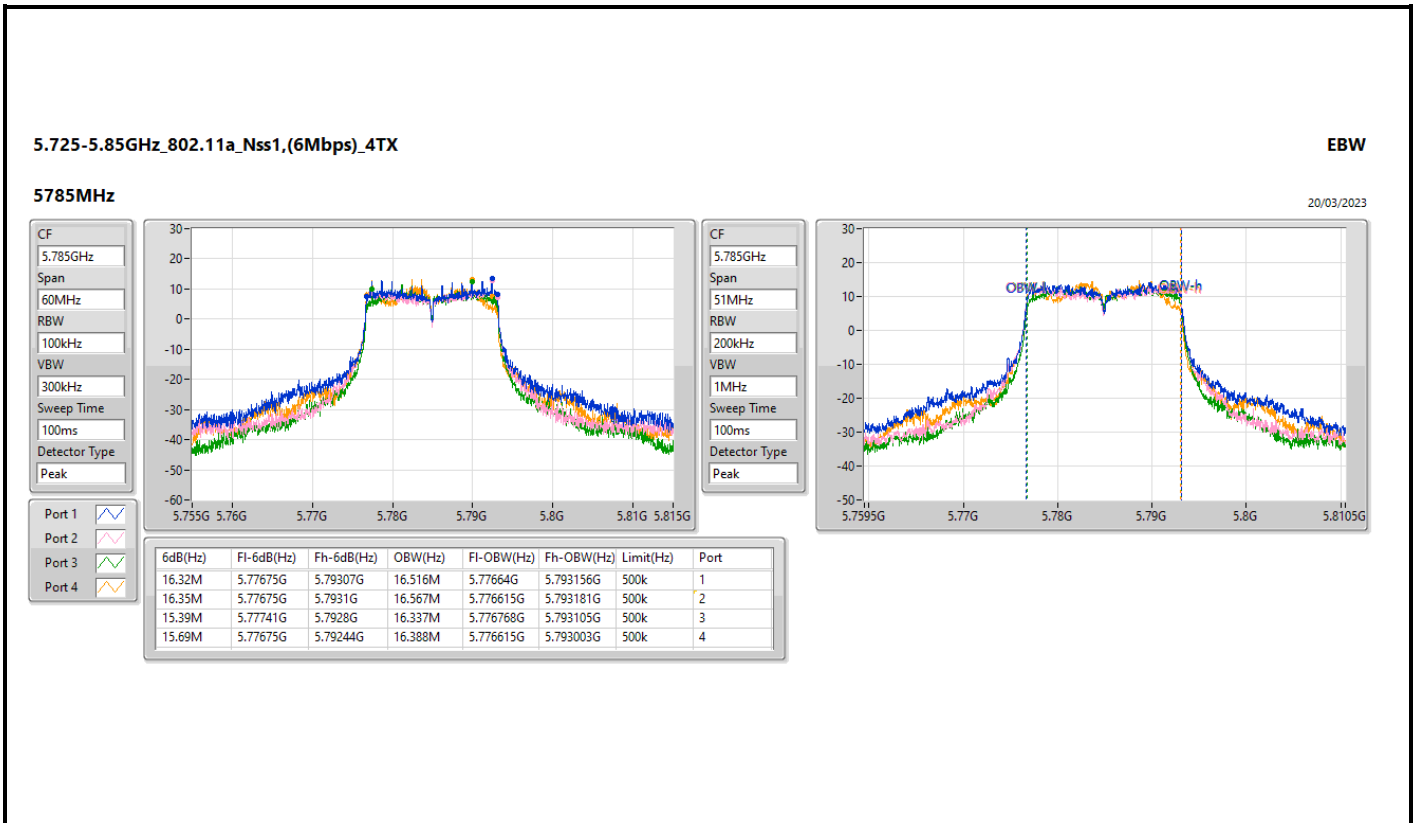 5.725-5.85GHz_802.11a_Nss1,(6Mbps)_4TX EBW
5785MHz 20/03/2023
CF
5.785GHz
Span
60MHz
RBW
100kHz
VBW
300kHz
Sweep Time
100ms
Detector Type
Peak
Port 1
Port 2
Port 3
Port 4
30
20
10
0
-10
-20
-30
-40
-50
-60
5.755G 5.76G 5.77G 5.78G 5.79G 5.8G 5.81G 5.815G
CF
5.785GHz
Span
51MHz
RBW
200kHz
VBW
1MHz
Sweep Time
100ms
Detector Type
Peak
30
20
10
0
-10
-20
-30
-40
-50
OBW-h
5.7595G 5.77G 5.78G 5.79G 5.8G 5.8105G
6dB(Hz) Fl-6dB(Hz) Fh-6dB(Hz) OBW(Hz) Fl-OBW(Hz) Fh-OBW(Hz) Limit(Hz) Port
16.32M 5.77675G 5.79307G 16.516M 5.77664G 5.793156G 500k 1
16.35M 5.77675G 5.7931G 16.567M 5.776615G 5.793181G 500k 2
15.39M 5.77741G 5.7928G 16.337M 5.776768G 5.793105G 500k 3
15.69M 5.77675G 5.79244G 16.388M 5.776615G 5.793003G 500k 4